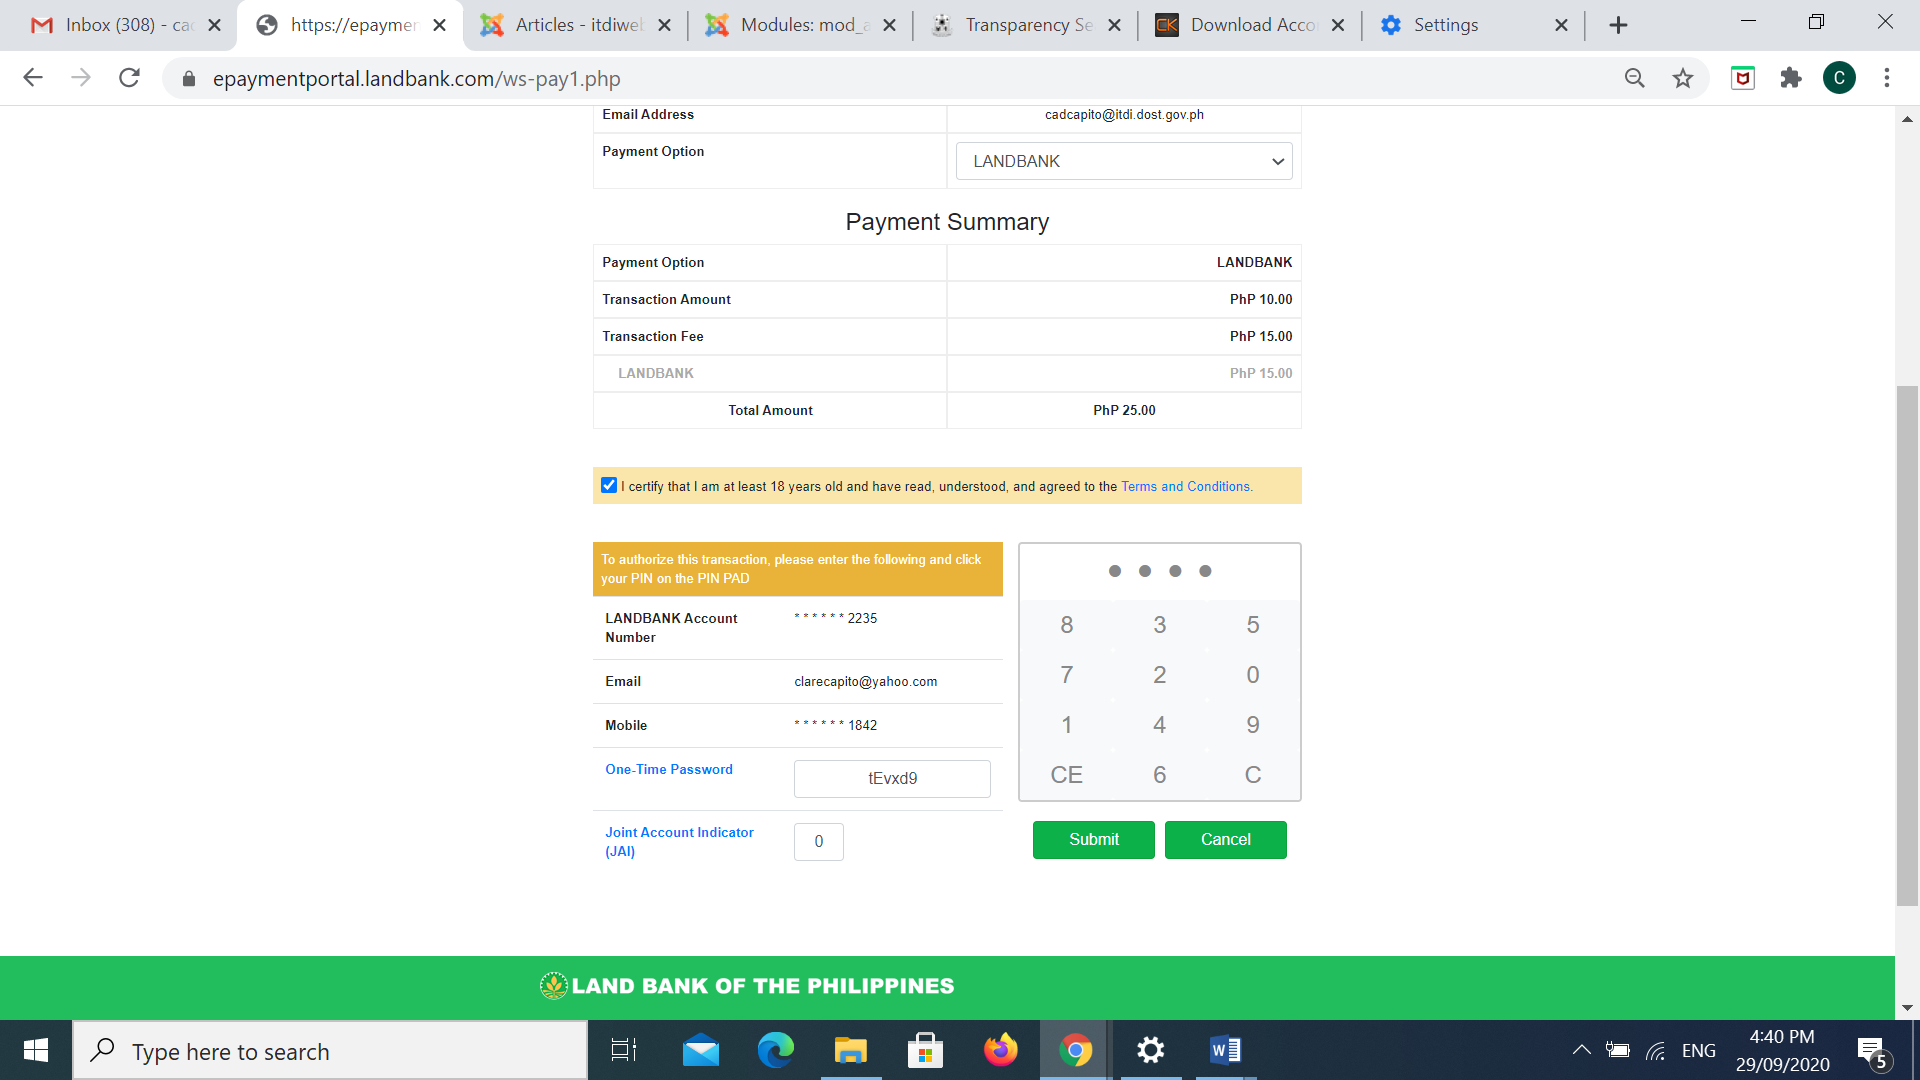 Inbox (308) - ca
https://epaymen
Articles - itdiweb
Modules: mod_a
Transparency Se
Download Acco
Settings
epaymentportal.landbank.com/ws-pay1.php
C
Email Address cadcapito@itdi.dost.gov.ph
Payment Option LANDBANK
Payment Summary
Payment Option LANDBANK
Transaction Amount PhP 10.00
Transaction Fee PhP 15.00
LANDBANK PhP 15.00
Total Amount PhP 25.00
I certify that I am at least 18 years old and have read, understood, and agreed to the Terms and Conditions.
To authorize this transaction, please enter the following and click
your PIN on the PIN PAD
LANDBANK Account
Number
* * * * * * 2235
Email clarecapito@yahoo.com
Mobile * * * * * * 1842
One-Time Password tEvxd9
Joint Account Indicator
(JAI)
0
8 3 5
7 2 0
1 4 9
CE 6 C
Submit Cancel
LAND BANK OF THE PHILIPPINES
Type here to search
ENG
4:40 PM
29/09/2020
5